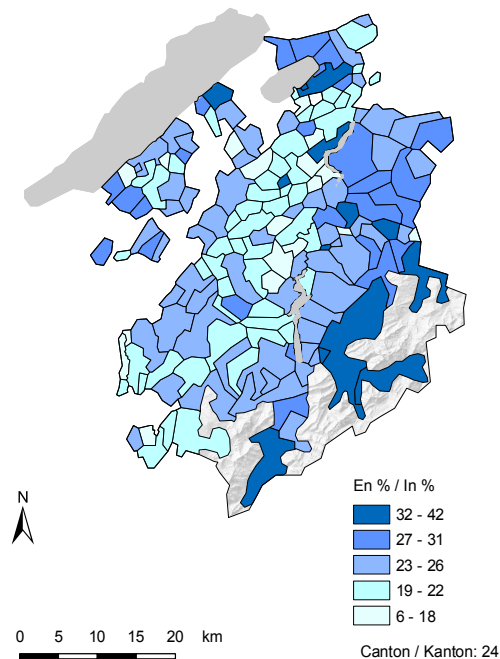 N
0 5 10 15 20 km
En % / In %
32 - 42
27 - 31
23 - 26
19 - 22
6 - 18
Canton / Kanton: 24